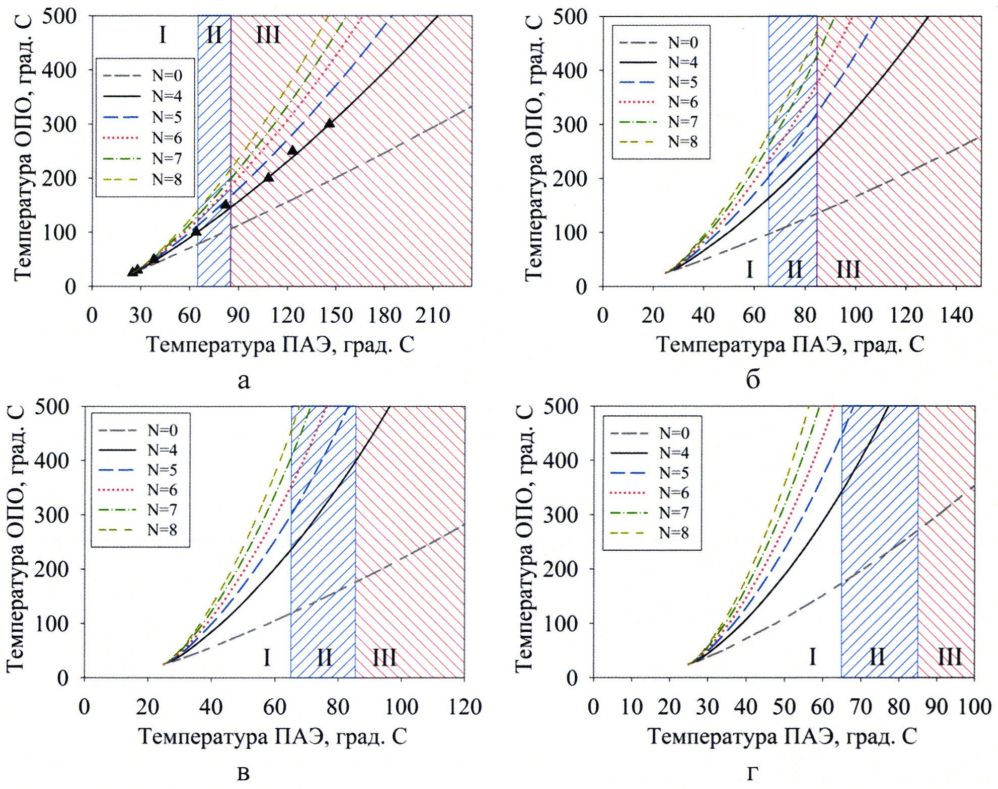 Температура ОПО, град. С
500
400
300
200
100
0
I
II
III
N=0
N=4
N=5
N=6
N=7
N=8
0 30 60 90 120 150 180 210
Температура ПАЭ, град. С
а
Температура ОПО, град. С
500
400
300
200
100
0
N=0
N=4
N=5
N=6
N=7
N=8
I
II
III
20 40 60 80 100 120 140
Температура ПАЭ, град. С
б
Температура ОПО, град. С
500
400
300
200
100
0
N=0
N=4
N=5
N=6
N=7
N=8
I
II
III
0 20 40 60 80 100 120
Температура ПАЭ, град. С
в
Температура ОПО, град. С
500
400
300
200
100
0
N=0
N=4
N=5
N=6
N=7
N=8
I
II
III
0 10 20 30 40 50 60 70 80 90 100
Температура ПАЭ, град. С
г